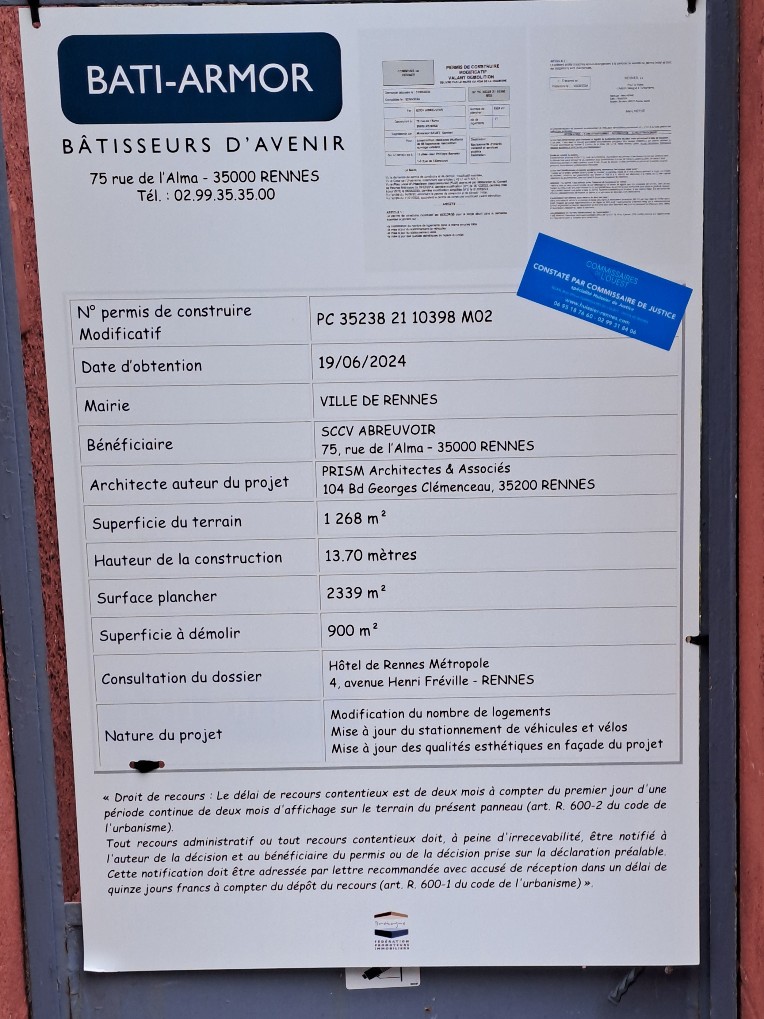 BATI-ARMOR
BÂTISSEURS D'AVENIR
75 rue de l'Alma - 35000 RENNES
Tél. : 02.99.35.35.00
PERMIS DE CONSTRUIRE
MODIFICATIF
VALANT DÉMOLITION
COMMISSAIRES
DE L'OUEST
CONSTATÉ PAR COMMISSAIRE DE JUSTICE
N° permis de construire
Modificatif
PC 35238 21 10398 M02
Date d'obtention
19/06/2024
Mairie
VILLE DE RENNES
Bénéficiaire
SCCV ABREUVOIR
75, rue de l'Alma – 35000 RENNES
Architecte auteur du projet
PRISM Architectes & Associés
104 Bd Georges Clémenceau, 35200 RENNES
Superficie du terrain
1 268 m²
Hauteur de la construction
13.70 mètres
Surface plancher
2339 m²
Superficie à démolir
900 m²
Consultation du dossier
Hôtel de Rennes Métropole
4, avenue Henri Fréville - RENNES
Nature du projet
Modification du nombre de logements
Mise à jour du stationnement de véhicules et vélos
Mise à jour des qualités esthétiques en façade du projet
« Droit de recours : Le délai de recours contentieux est de deux mois à compter du premier jour d'une
période continue de deux mois d'affichage sur le terrain du présent panneau (art. R. 600-2 du code de
l'urbanisme).
Tout recours administratif ou tout recours contentieux doit, à peine d'irrecevabilité, être notifié à
l'auteur de la décision et au bénéficiaire du permis ou de la décision prise sur la déclaration préalable.
Cette notification doit être adressée par lettre recommandée avec accusé de réception dans un délai de
quinze jours francs à compter du dépôt du recours (art. R. 600-1 du code de l'urbanisme) ».
FÉDÉRATION
PROMOTEURS
IMMOBILIERS